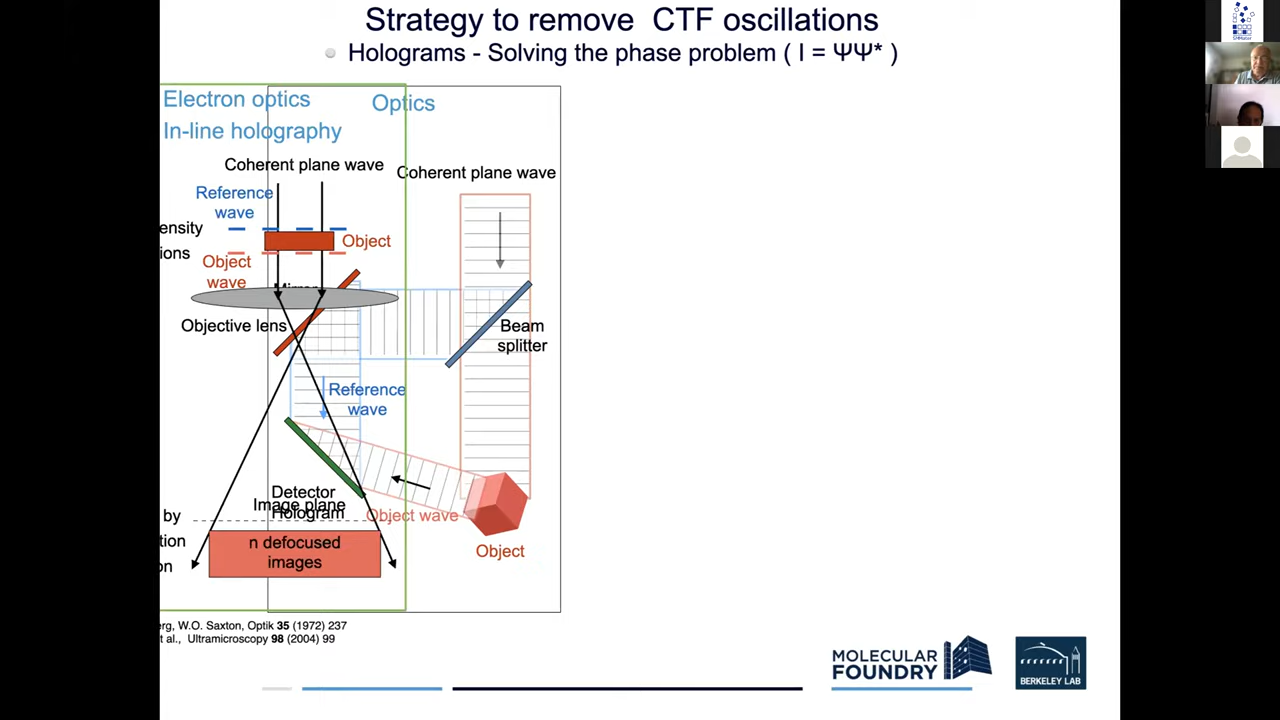 Strategy to remove CTF oscillations
Holograms - Solving the phase problem ( I = ΨΨ* )
Electron optics
In-line holography
Optics
Coherent plane wave
Coherent plane wave
Reference
wave
ensity
ions
Object
Object
wave
Mirror
Objective lens
Beam
splitter
Reference
wave
Detector
Image plane
Hologram
Object wave
by
tion
on
n defocused
images
Object
erg, W.O. Saxton, Optik 35 (1972) 237
t al., Ultramicroscopy 98 (2004) 99
MOLECULAR
FOUNDRY
BERKELEY LAB